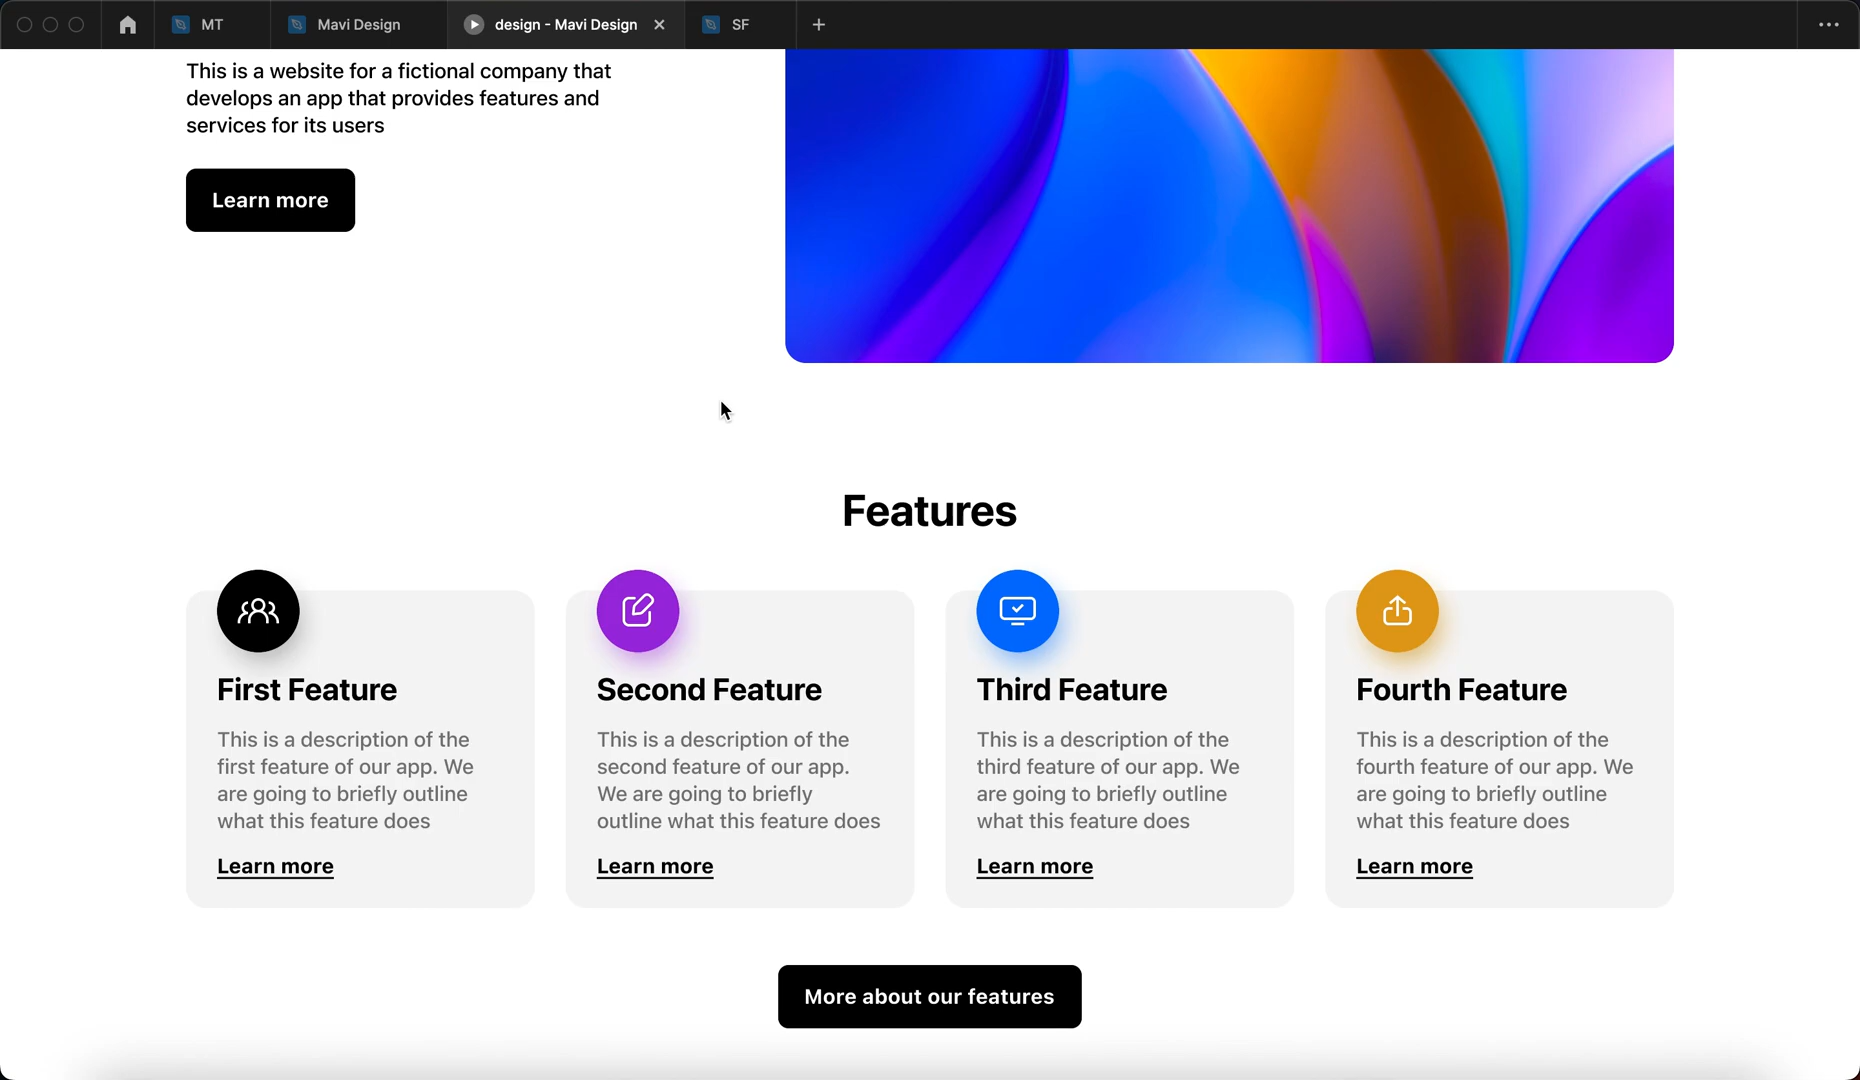 MT
Mavi Design
design - Mavi Design
SF
This is a website for a fictional company that
develops an app that provides features and
services for its users
Learn more
Features
First Feature
This is a description of the
first feature of our app. We
are going to briefly outline
what this feature does
Learn more
Second Feature
This is a description of the
second feature of our app.
We are going to briefly
outline what this feature does
Learn more
Third Feature
This is a description of the
third feature of our app. We
are going to briefly outline
what this feature does
Learn more
Fourth Feature
This is a description of the
fourth feature of our app. We
are going to briefly outline
what this feature does
Learn more
More about our features